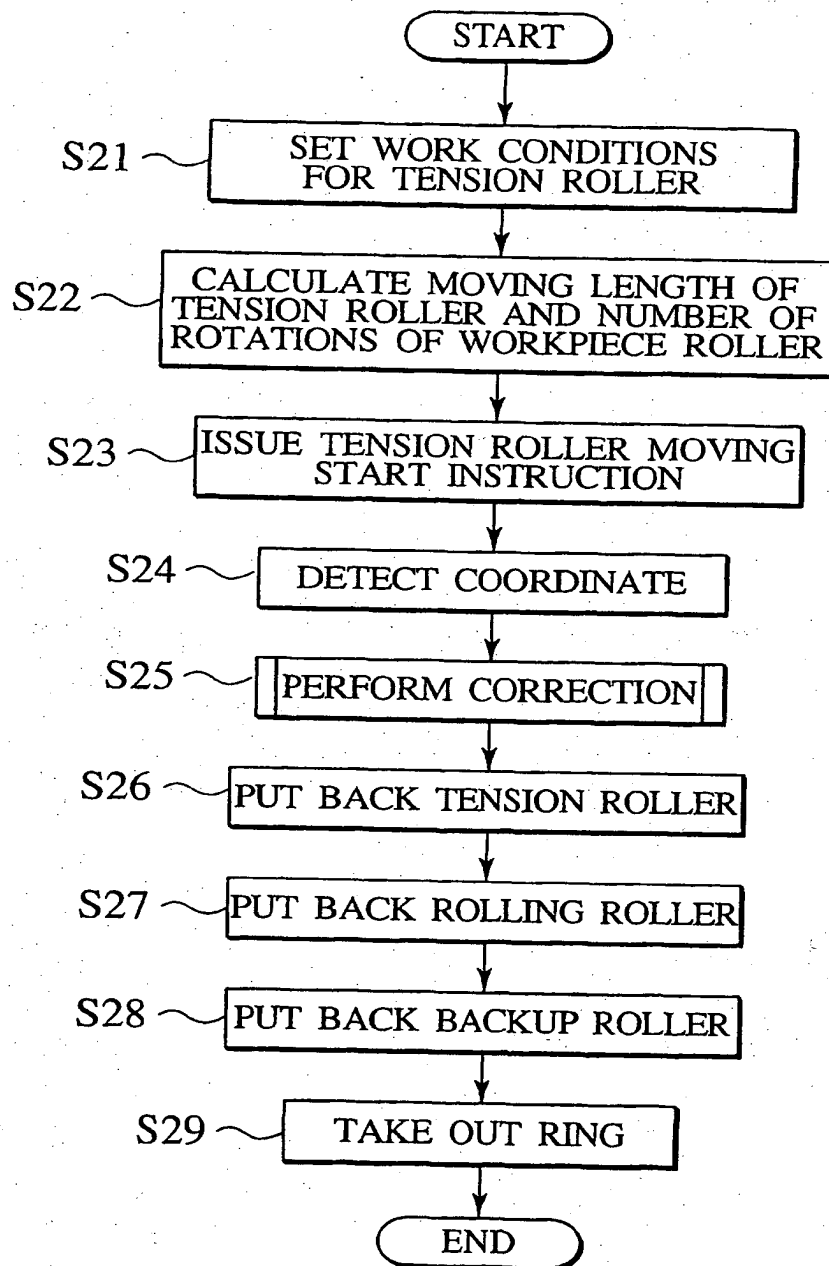 START
S21
SET WORK CONDITIONS
FOR TENSION ROLLER
S22
CALCULATE MOVING LENGTH OF
TENSION ROLLER AND NUMBER OF
ROTATIONS OF WORKPIECE ROLLER
S23
ISSUE TENSION ROLLER MOVING
START INSTRUCTION
S24
DETECT COORDINATE
S25
PERFORM CORRECTION
S26
PUT BACK TENSION ROLLER
S27
PUT BACK ROLLING ROLLER
S28
PUT BACK BACKUP ROLLER
S29
TAKE OUT RING
END